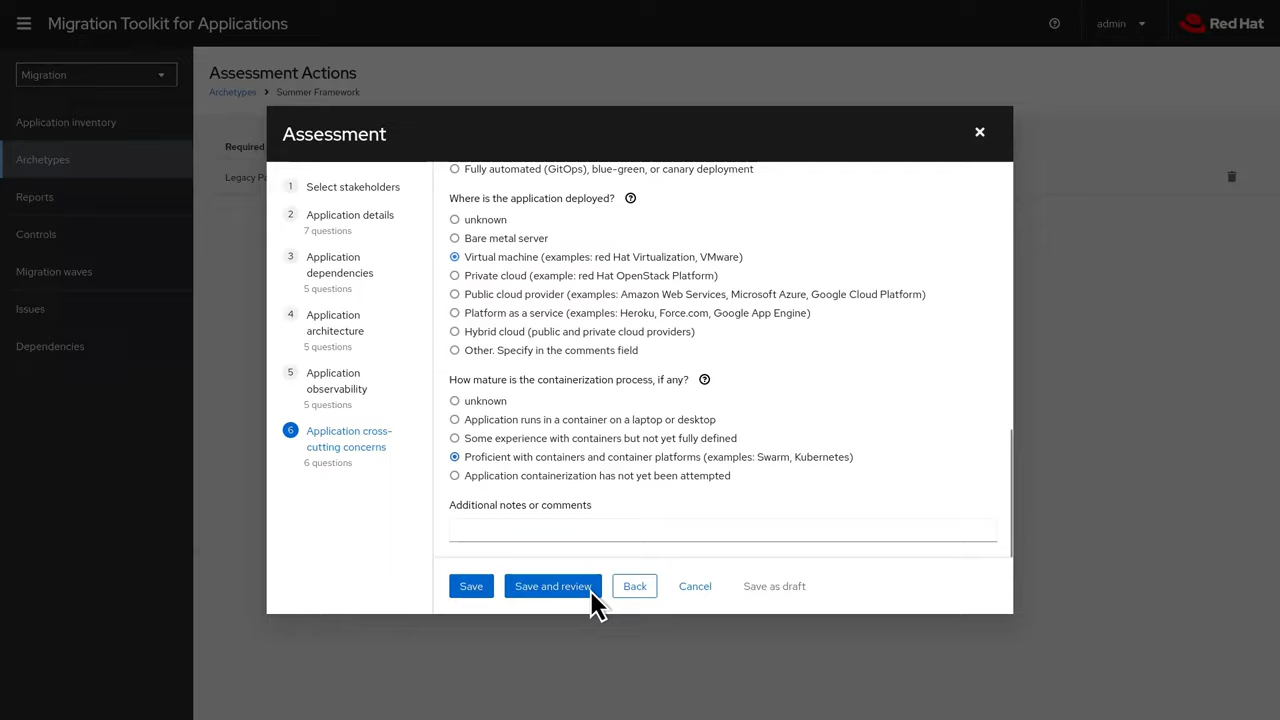 Migration Toolkit for Applications
admin
Red Hat
Migration
Application inventory
Archetypes
Reports
Controls
Migration waves
Issues
Dependencies
Assessment Actions
Archetypes
Summer Framework
Required
Legacy
Assessment
1 Select stakeholders
2 Application details
7 questions
3 Application
dependencies
5 questions
4 Application
architecture
5 questions
5 Application
observability
5 questions
6 Application cross-
cutting concerns
6 questions
Fully automated (GitOps), blue-green, or canary deployment
Where is the application deployed?
unknown
Bare metal server
Virtual machine (examples: red Hat Virtualization, VMware)
Private cloud (example: red Hat OpenStack Platform)
Public cloud provider (examples: Amazon Web Services, Microsoft Azure, Google Cloud Platform)
Platform as a service (examples: Heroku, Force.com, Google App Engine)
Hybrid cloud (public and private cloud providers)
Other. Specify in the comments field
How mature is the containerization process, if any?
unknown
Application runs in a container on a laptop or desktop
Some experience with containers but not yet fully defined
Proficient with containers and container platforms (examples: Swarm, Kubernetes)
Application containerization has not yet been attempted
Additional notes or comments
Save
Save and review
Back
Cancel
Save as draft